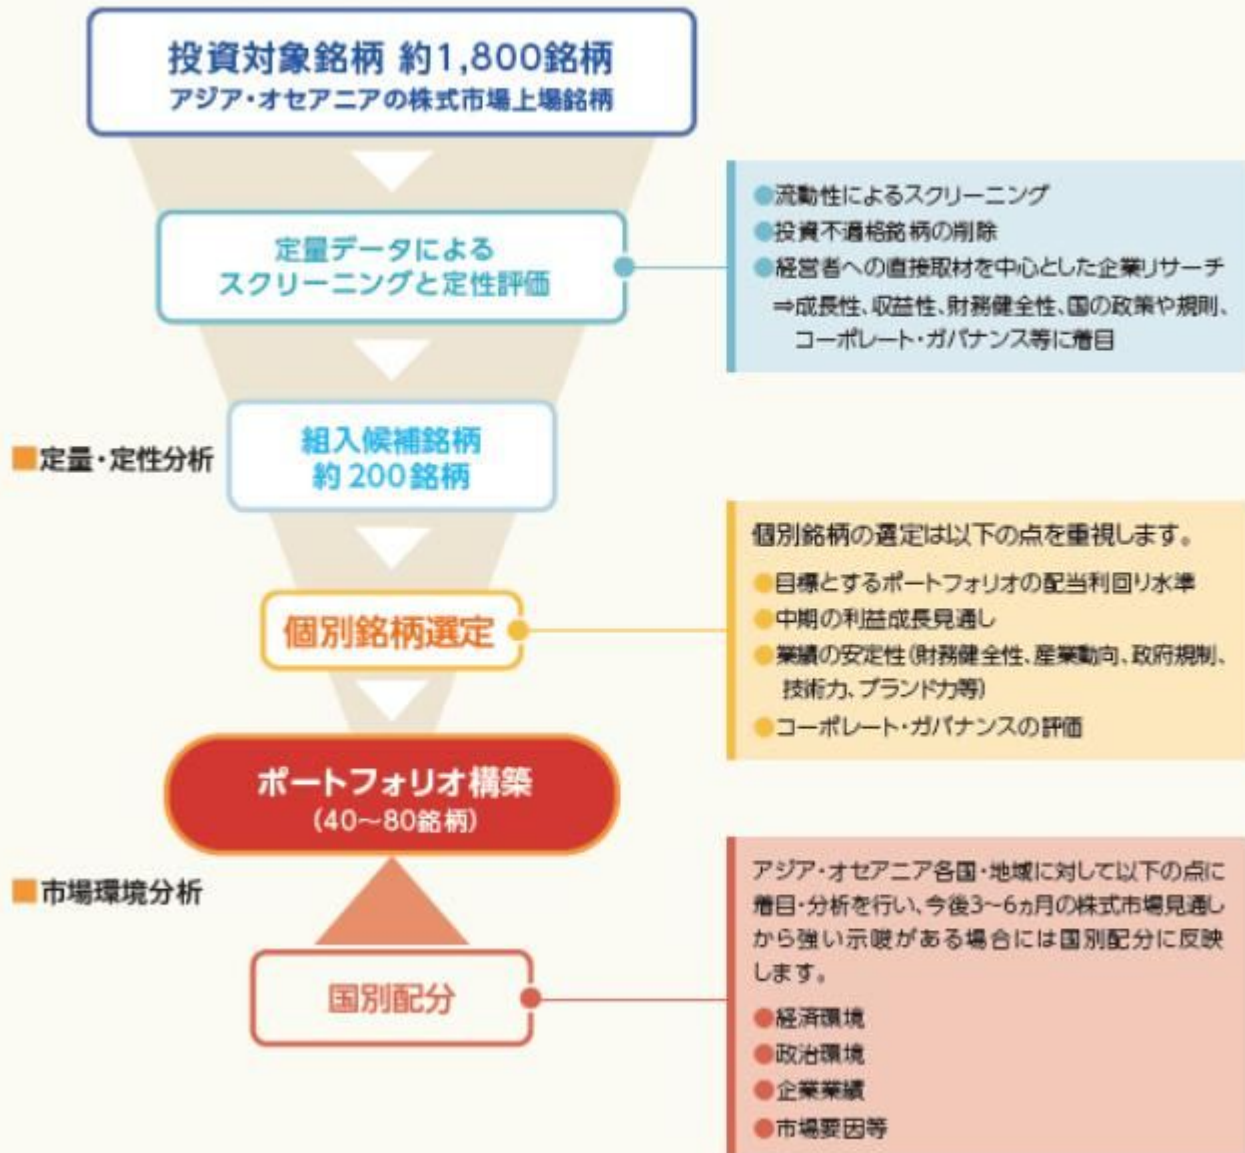 投資対象銘柄 約1,800銘柄
アジア・オセアニアの株式市場上場銘柄
定量データによる
スクリーニングと定性評価
●流動性によるスクリーニング
●投資不適格銘柄の削除
●経営者への直接取材を中心とした企業リサーチ
⇒成長性、収益性、財務健全性、国の政策や規則、
コーポレート・ガバナンス等に着目
■定量・定性分析
組入候補銘柄
約200銘柄
個別銘柄選定
個別銘柄の選定は以下の点を重視します。
●目標とするポートフォリオの配当利回り水準
●中期の利益成長見通し
●業績の安定性(財務健全性、産業動向、政府規制、
技術力、ブランド力等)
●コーポレート・ガバナンスの評価
ポートフォリオ構築
(40～80銘柄)
■市場環境分析
国別配分
アジア・オセアニア各国・地域に対して以下の点に
着目・分析を行い、今後3～6ヵ月の株式市場見通し
から強い示唆がある場合には国別配分に反映
します。
●経済環境
●政治環境
●企業業績
●市場要因等